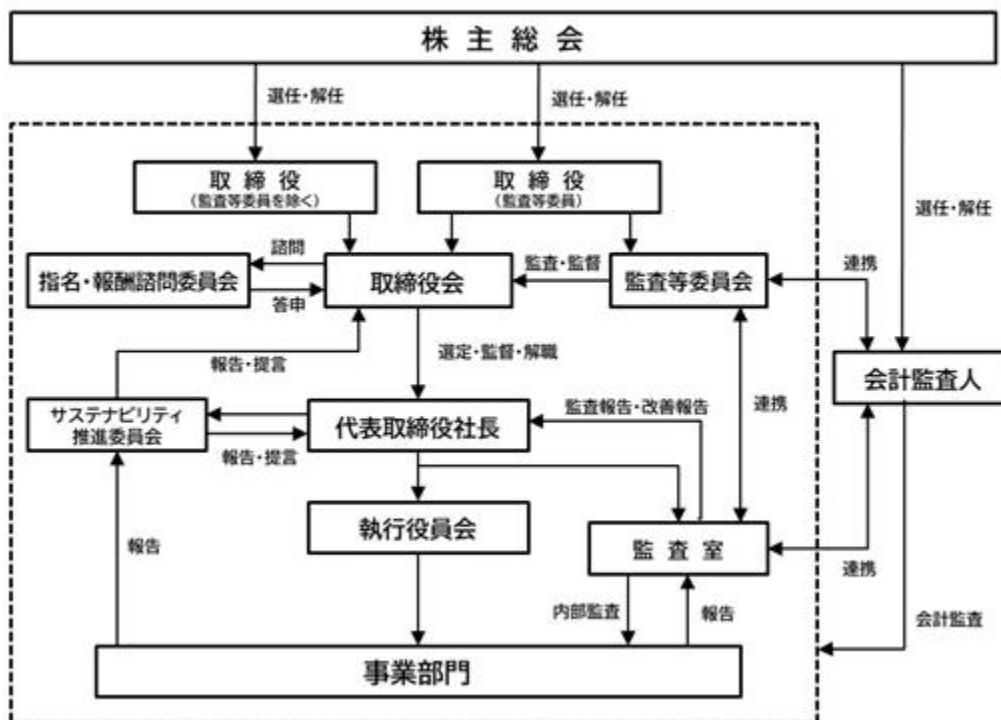 株主総会
選任・解任
選任・解任
選任・解任
取締役
(監査等委員を除く)
取締役
(監査等委員)
諮問
指名・報酬諮問委員会
答申
取締役会
監査・監督
監査等委員会
連携
報告・提言
選定・監督・解職
会計監査人
サステナビリティ
推進委員会
報告・提言
代表取締役社長
監査報告・改善報告
連携
執行役員会
監査室
連携
報告
内部監査
報告
会計監査
事業部門